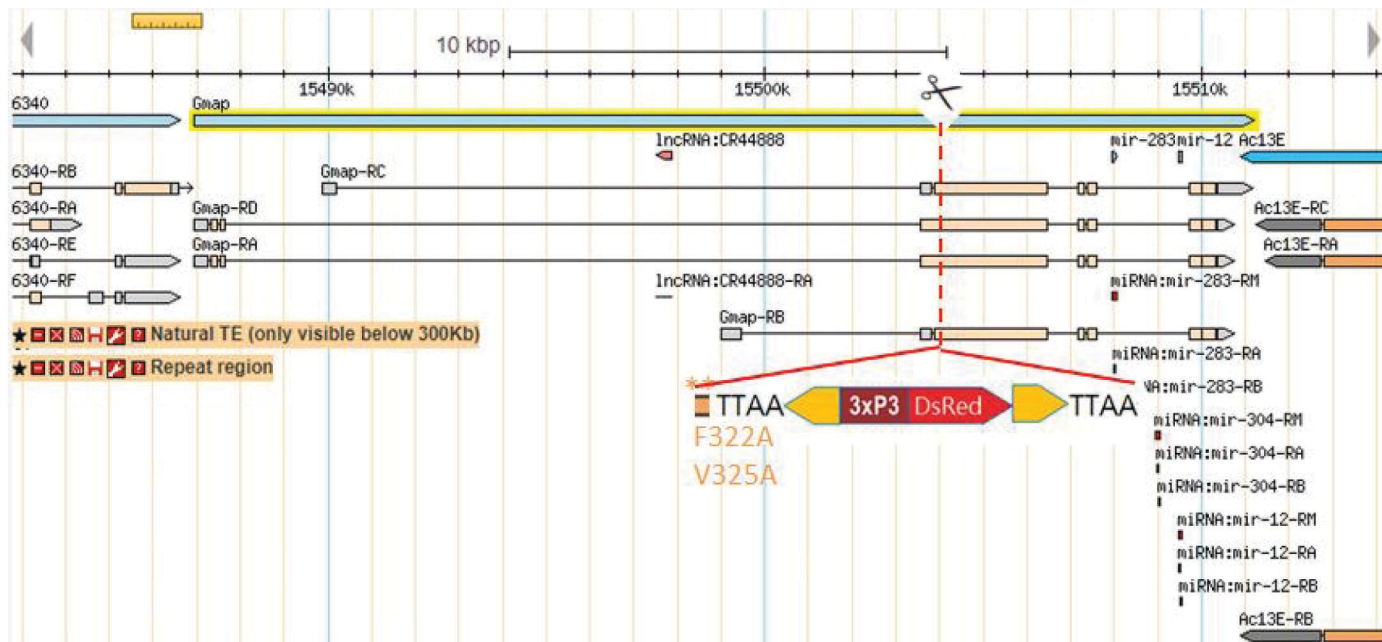 10 kbp
15490k 15500k 15510k
6340 Gmap
lncRNA:CR44888 mir-283 mir-12 Ac13E
6340-RB Gmap-RC
6340-RA Gmap-RD Ac13E-RC
6340-RE Gmap-RA Ac13E-RA
6340-RF lncRNA:CR44888-RA miRNA:mir-283-RM
Gmap-RB
Natural TE (only visible below 300Kb)
miRNA:mir-283-RA
Repeat region
NA:mir-283-RB
** TTAA 3xP3 DsRed TTAA
miRNA:mir-304-RM
F322A
miRNA:mir-304-RA
V325A
miRNA:mir-304-RB
miRNA:mir-12-RM
miRNA:mir-12-RA
miRNA:mir-12-RB
Ac13E-RB